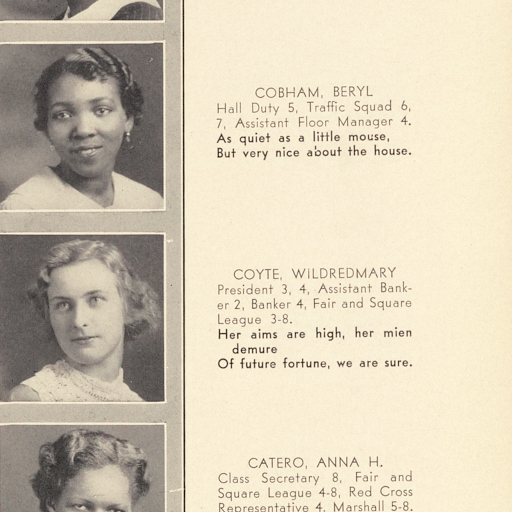 COBHAM, BERYL
Hall Duty 5, Traffic Squad 6,
7, Assistant Floor Manager 4.
As quiet as a little mouse,
But very nice about the house.
COYTE, WILDREDMARY
President 3, 4, Assistant Bank-
er 2, Banker 4, Fair and Square
League 3-8.
Her aims are high, her mien
demure
Of future fortune, we are sure.
CATERO, ANNA H.
Class Secretary 8, Fair and
Square League 4-8, Red Cross
Representative 4, Marshall 5-8.